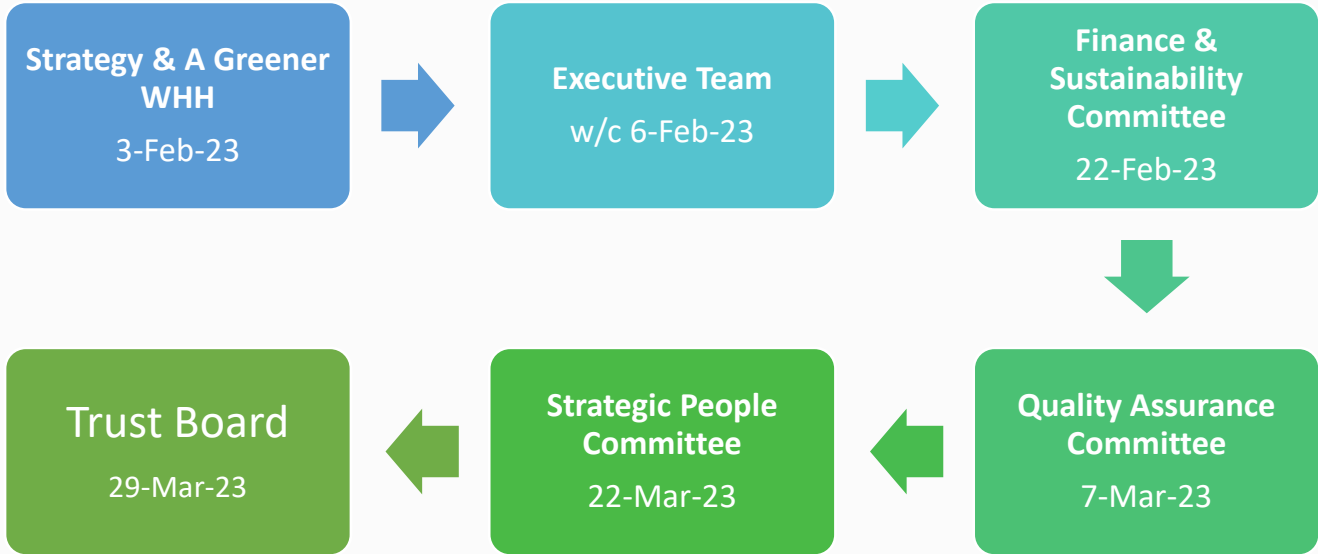 Strategy & A Greener
WHH
3-Feb-23
Executive Team
w/c 6-Feb-23
Finance &
Sustainability
Committee
22-Feb-23
Quality Assurance
Committee
7-Mar-23
Strategic People
Committee
22-Mar-23
Trust Board
29-Mar-23